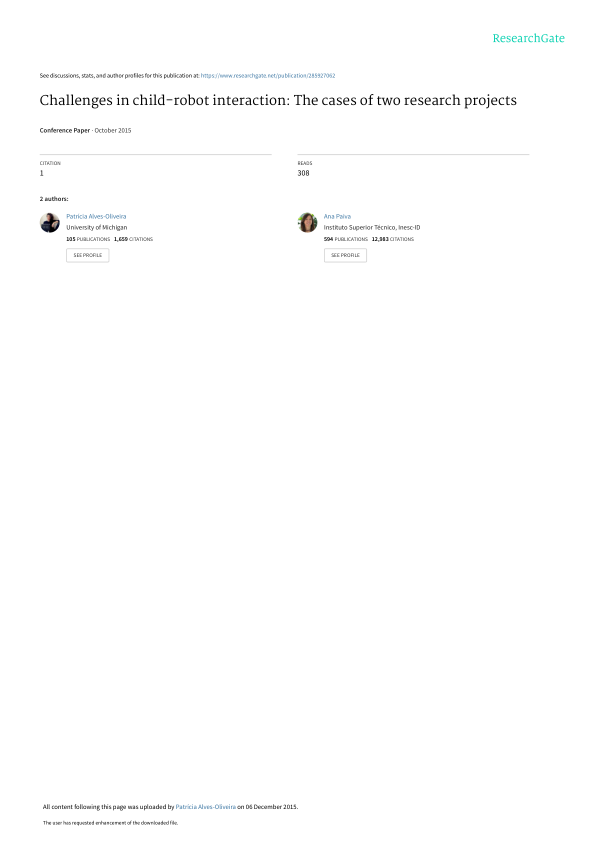 ResearchGate
See discussions, stats, and author profiles for this publication at: https://www.researchgate.net/publication/285927062
Challenges in child-robot interaction: The cases of two research projects
Conference Paper · October 2015
CITATION
1
READS
308
2 authors:
Patricia Alves-Oliveira
University of Michigan
105 PUBLICATIONS 1,659 CITATIONS
SEE PROFILE
Ana Paiva
Instituto Superior Técnico, Inesc-ID
594 PUBLICATIONS 12,983 CITATIONS
SEE PROFILE
All content following this page was uploaded by Patricia Alves-Oliveira on 06 December 2015.
The user has requested enhancement of the downloaded file.